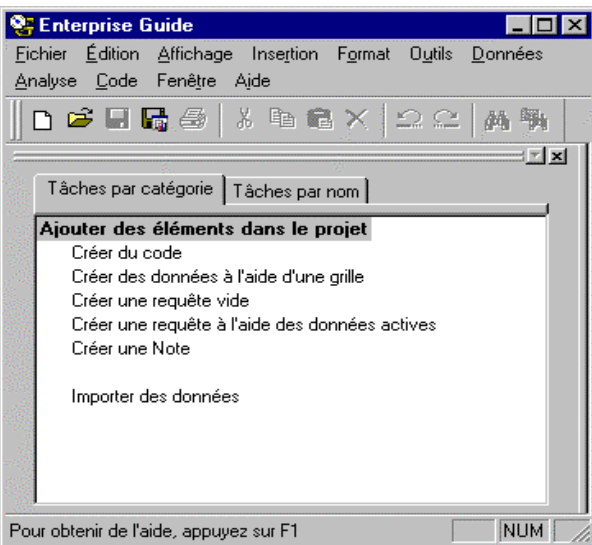 Enterprise Guide
Fichier Édition Affichage Insertion Format Outils Données
Analyse Code Fenêtre Aide
Tâches par catégorie Tâches par nom
Ajouter des éléments dans le projet
Créer du code
Créer des données à l'aide d'une grille
Créer une requête vide
Créer une requête à l'aide des données actives
Créer une Note
Importer des données
Pour obtenir de l'aide, appuyez sur F1 NUM